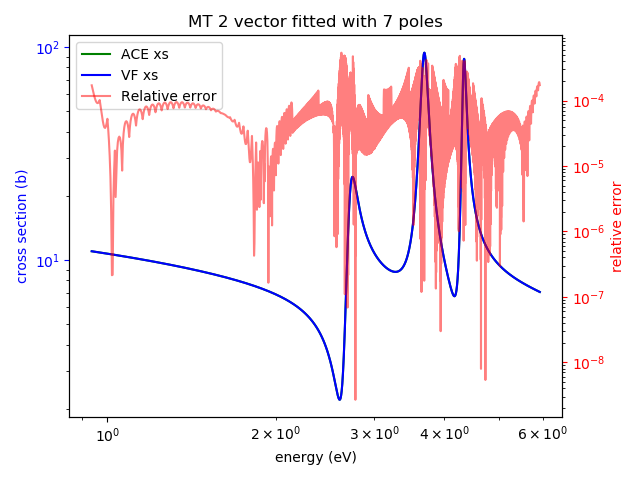 MT 2 vector fitted with 7 poles
ACE xs
VF xs
Relative error
10²
10¹
cross section (b)
10⁻⁴
10⁻⁵
10⁻⁶
10⁻⁷
10⁻⁸
relative error
10⁰
2 × 10⁰
3 × 10⁰
4 × 10⁰
6 × 10⁰
energy (eV)